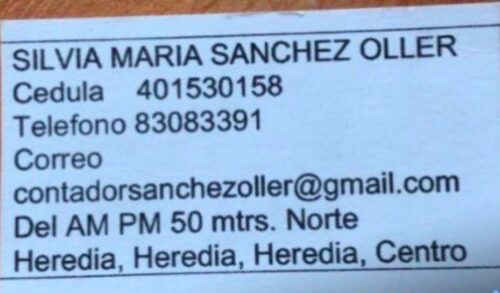 SILVIA MARIA SANCHEZ OLLER
Cedula 401530158
Telefono 83083391
Correo
contadorsanchezoller@gmail.com
Del AM PM 50 mtrs. Norte
Heredia, Heredia, Heredia, Centro